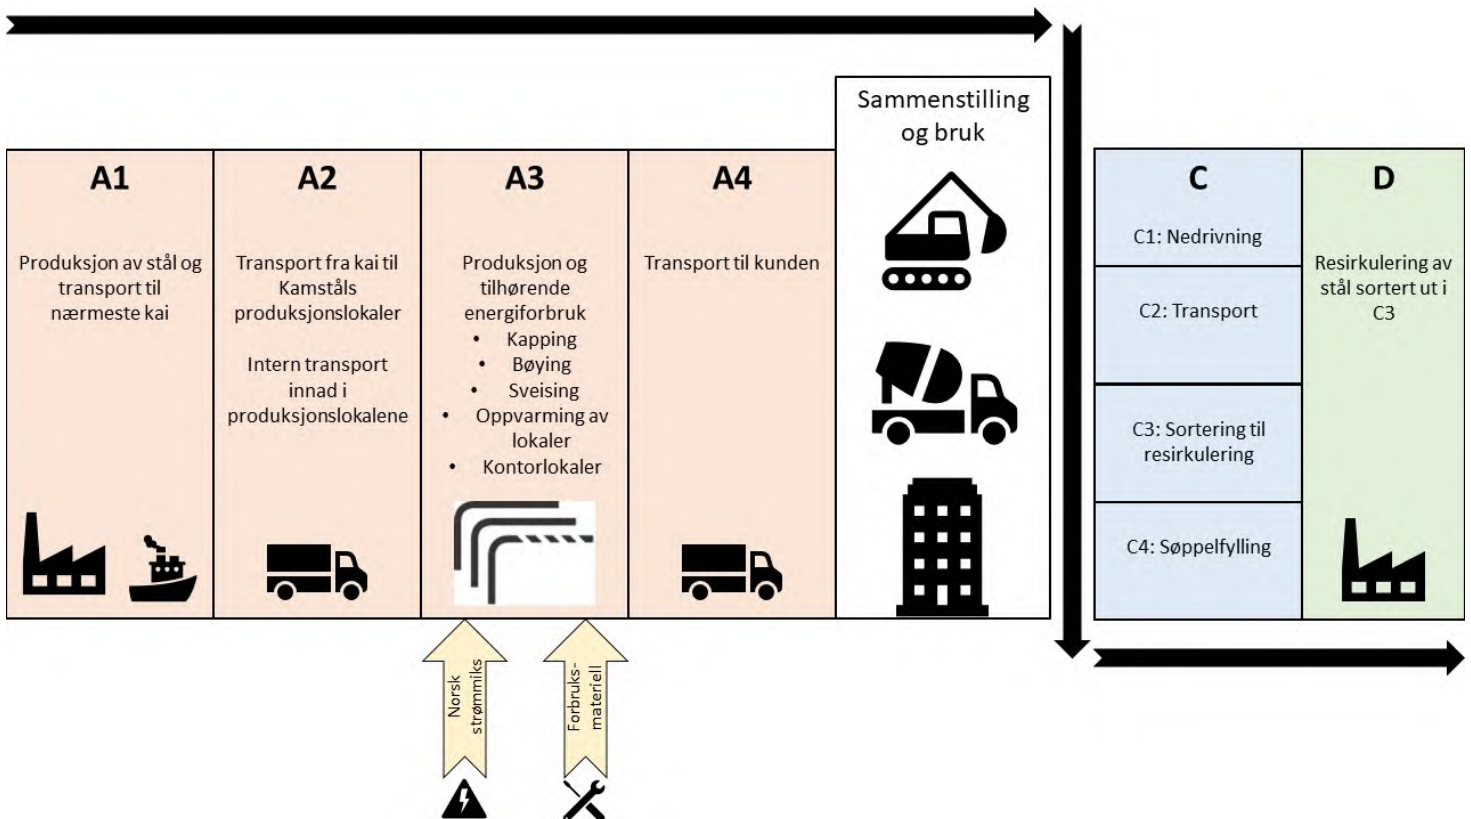 A1
Produksjon av stål og
transport til
nærmeste kai
A2
Transport fra kai til
Kamståls
produksjonslokaler
Intern transport
innad i
produksjonslokalene
A3
Produksjon og
tilhørende
energiforbruk
• Kapping
• Bøying
• Sveising
• Oppvarming av
lokaler
• Kontorlokaler
Norsk
strømmiks
Forbruks-
materiell
A4
Transport til kunden
Sammenstilling
og bruk
C
C1: Nedrivning
C2: Transport
C3: Sortering til
resirkulering
C4: Søppelfylling
D
Resirkulering av
stål sortert ut i
C3